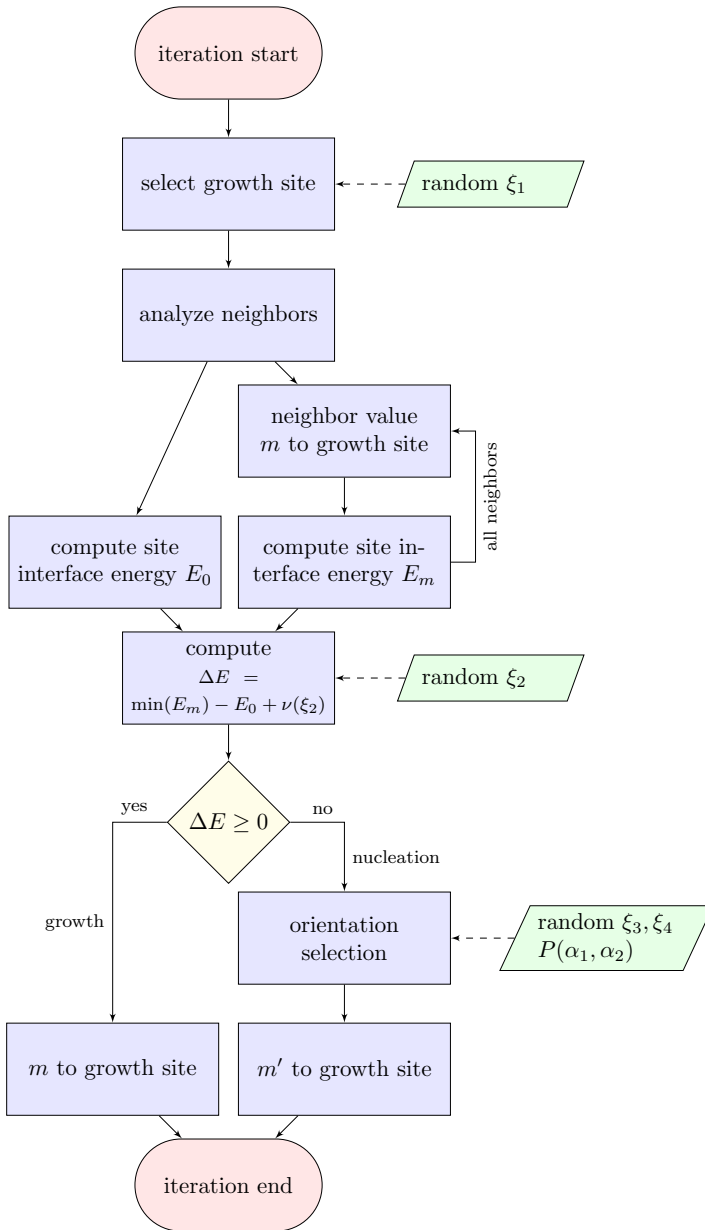 iteration start
select growth site
random ξ₁
analyze neighbors
neighbor value
m to growth site
all neighbors
compute site
interface energy E₀
compute site in-
terface energy Eₘ
compute
ΔE =
min(Eₘ) − E₀ + ν(ξ₂)
random ξ₂
yes
ΔE ≥ 0
no
nucleation
growth
orientation
selection
random ξ₃, ξ₄
P(α₁, α₂)
m to growth site
m′ to growth site
iteration end